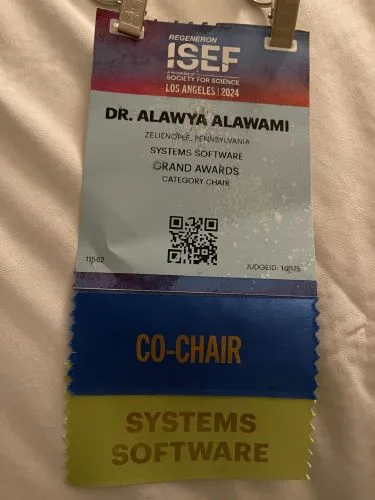 REGENERON
ISEF
A PROGRAM OF
SOCIETY FOR SCIENCE
LOS ANGELES | 2024
DR. ALAWYA ALAWAMI
ZELIENOPLE, PENNSYLVANIA
SYSTEMS SOFTWARE
GRAND AWARDS
CATEGORY CHAIR
JUDGEID:
CO-CHAIR
SYSTEMS
SOFTWARE